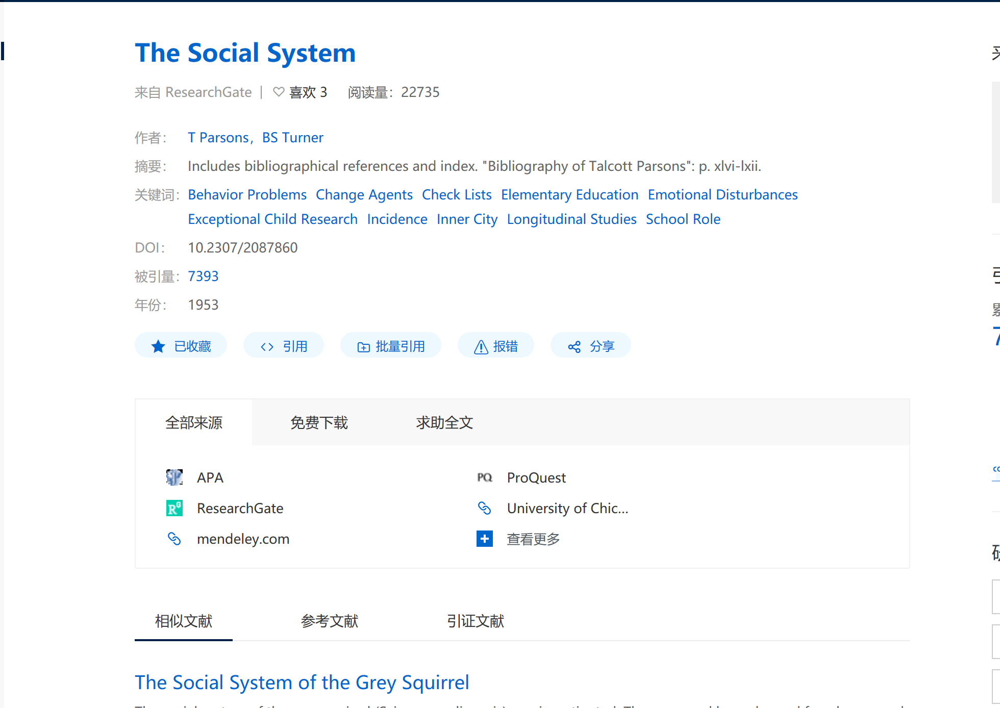 The Social System
来自 ResearchGate | 喜欢 3 阅读量：22735
作者： T Parsons，BS Turner
摘要： Includes bibliographical references and index. "Bibliography of Talcott Parsons": p. xlvi-lxii.
关键词： Behavior Problems Change Agents Check Lists Elementary Education Emotional Disturbances
Exceptional Child Research Incidence Inner City Longitudinal Studies School Role
DOI： 10.2307/2087860
被引量： 7393
年份： 1953
已收藏 <> 引用 批量引用 报错 分享
全部来源 免费下载 求助全文
APA PQ ProQuest
RG ResearchGate University of Chic...
mendeley.com 查看更多
相似文献 参考文献 引证文献
The Social System of the Grey Squirrel